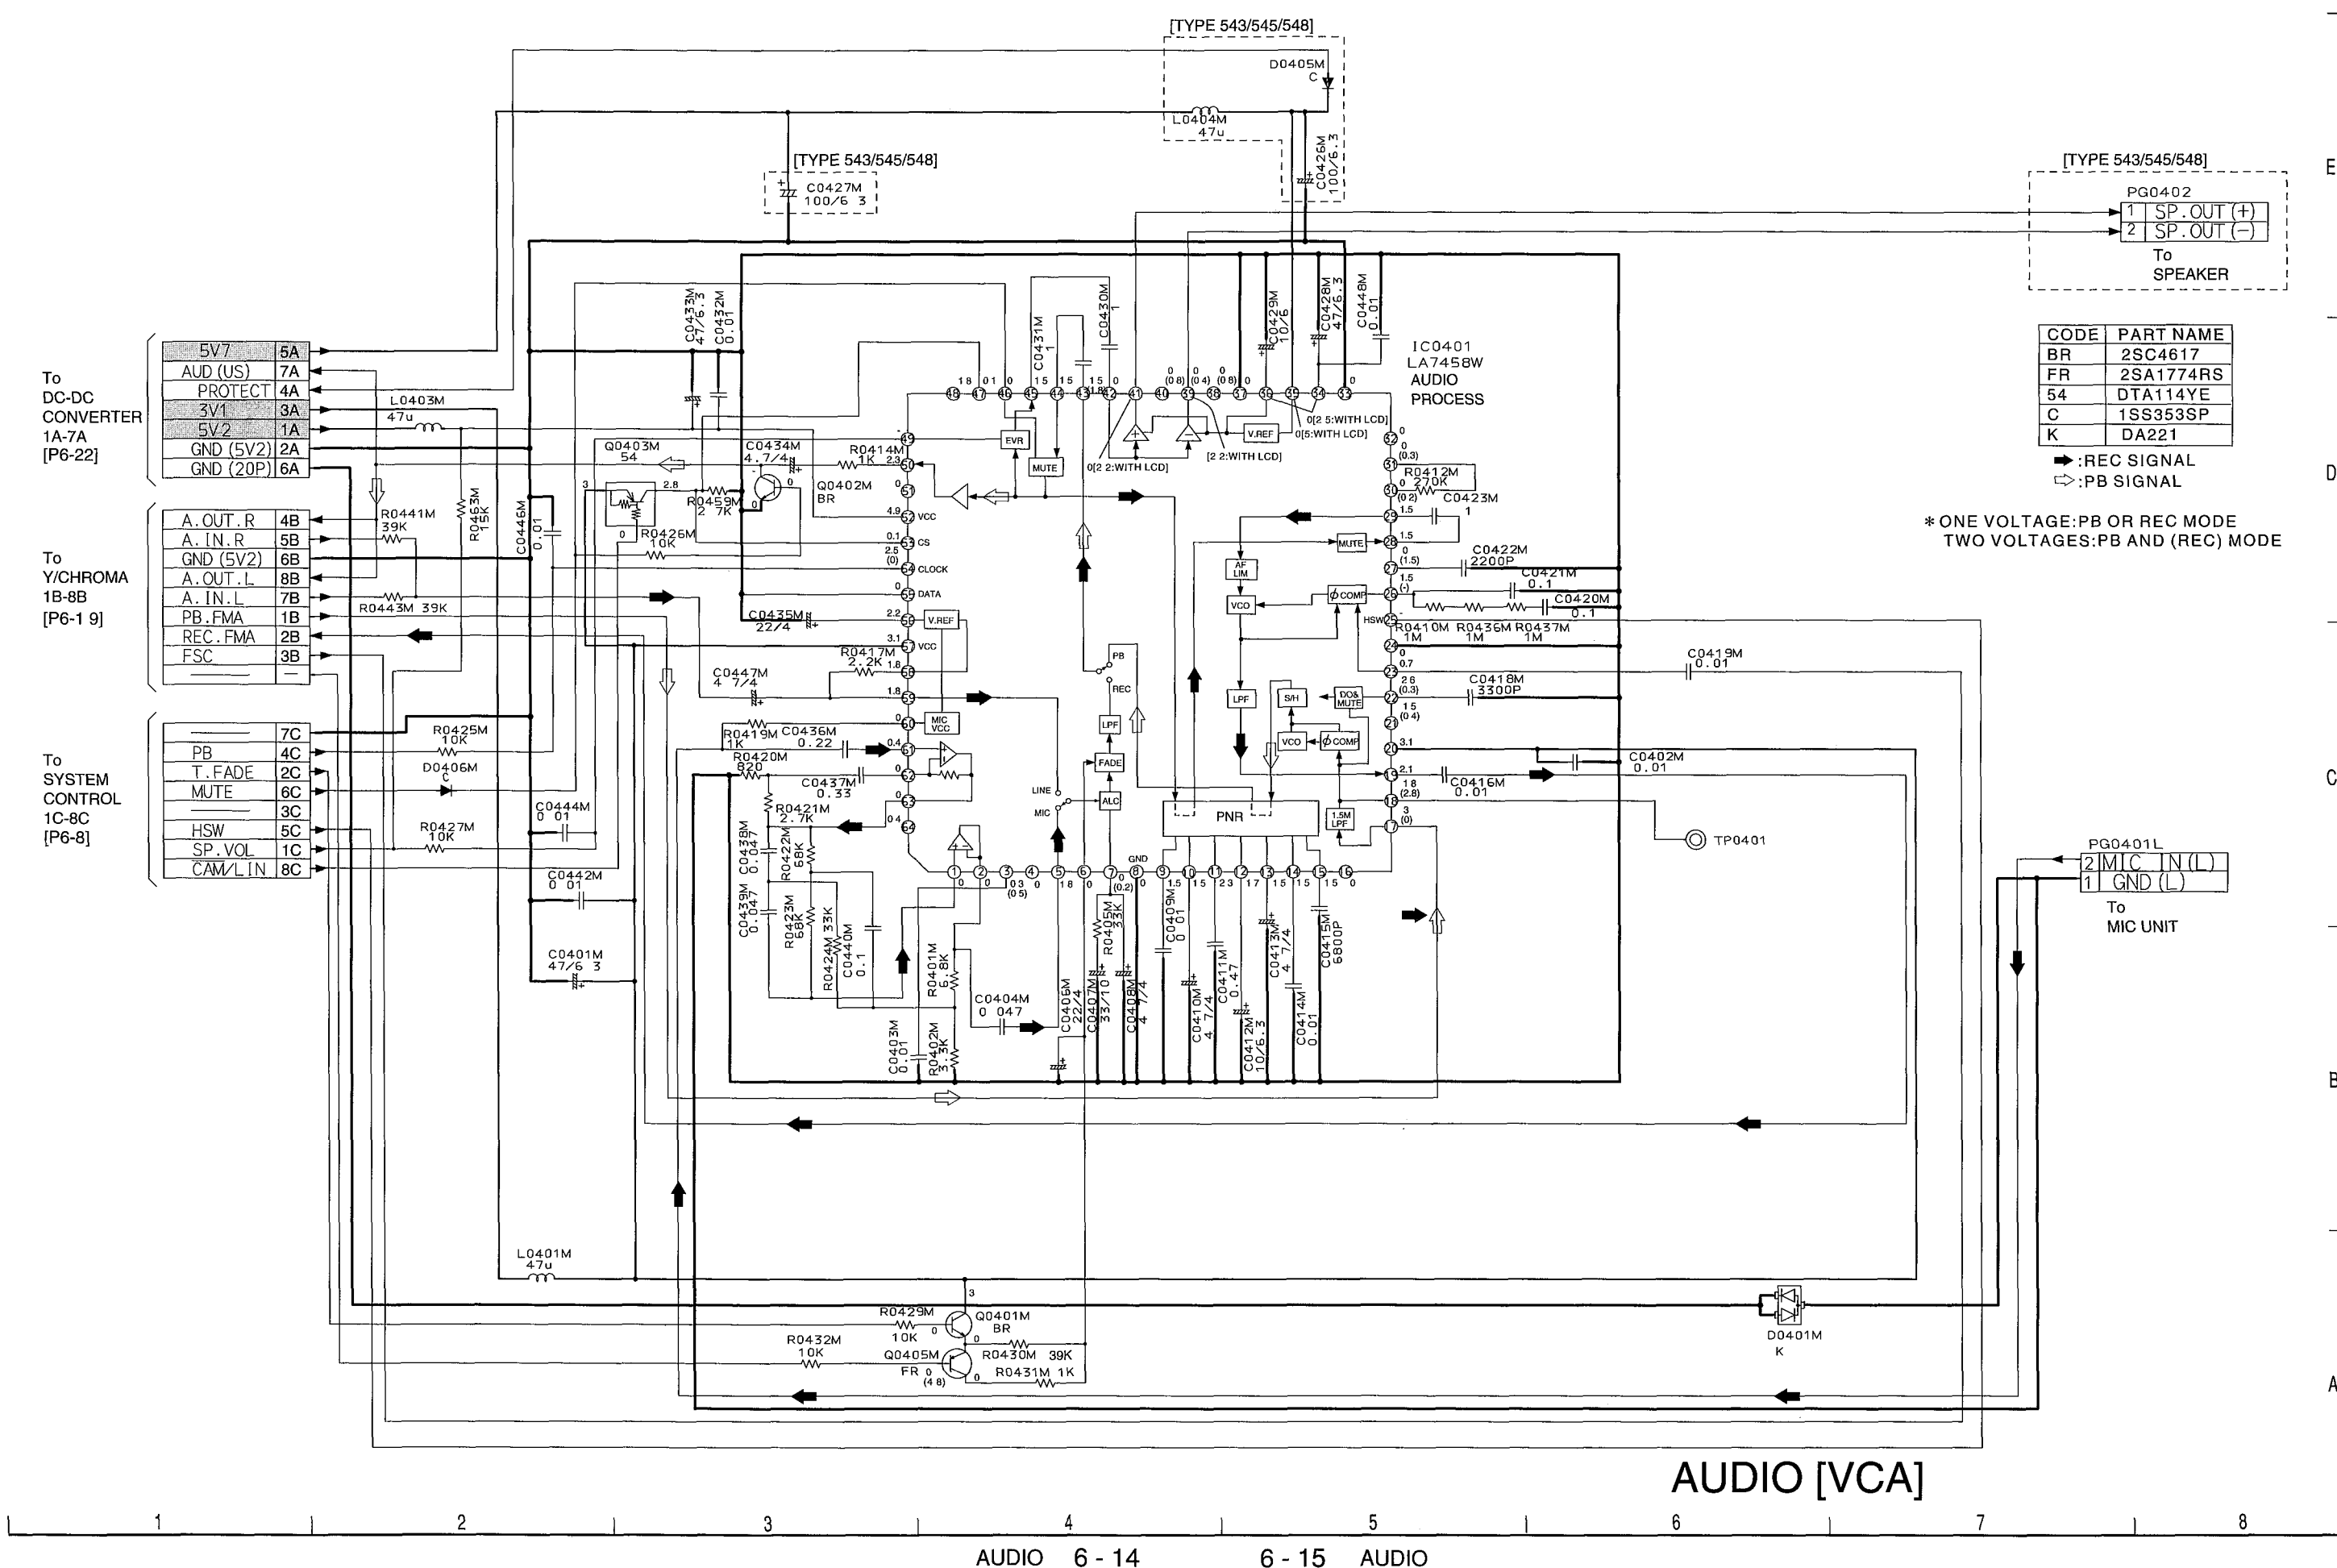 [TYPE 543/545/548]
D0405M
C
L0404M
47u
C0426M
100/6.3
[TYPE 543/545/548]
C0427M
100/6 3
[TYPE 543/545/548]
PG0402
1 SP.OUT(+)
2 SP.OUT(−)
To
SPEAKER
E
To
DC-DC
CONVERTER
1A-7A
[P6-22]
5V7 5A
AUD(US) 7A
PROTECT 4A
3V1 3A
5V2 1A
GND(5V2) 2A
GND(20P) 6A
L0403M
47u
To
Y/CHROMA
1B-8B
[P6-1 9]
A.OUT.R 4B
A.IN.R 5B
GND(5V2) 6B
A.OUT.L 8B
A.IN.L 7B
PB.FMA 1B
REC.FMA 2B
FSC 3B
R0441M
39K
R0443M 39K
R0463M
15K
To
SYSTEM
CONTROL
1C-8C
[P6-8]
7C
PB 4C
T.FADE 2C
MUTE 6C
3C
HSW 5C
SP.VOL 1C
CAM/LIN 8C
R0425M
10K
D0406M
C
R0427M
10K
C0433M
47/6.3
C0432M
0.01
C0431M
1
C0430M
1
C0429M
10/6
C0428M
47/6.3
C0448M
0.01
IC0401
LA7458W
AUDIO
PROCESS
CODE PART NAME
BR 2SC4617
FR 2SA1774RS
54 DTA114YE
C 1SS353SP
K DA221
:REC SIGNAL
:PB SIGNAL
* ONE VOLTAGE:PB OR REC MODE
TWO VOLTAGES:PB AND (REC) MODE
D
Q0403M
54
C0434M
4.7/4
R0414M
1K
Q0402M
BR
R0459M
2 7K
R0426M
10K
C0446M
0.01
C0435M
22/4
R0417M
2.2K
C0447M
4 7/4
R0419M
1K
C0436M
0.22
R0420M
820
C0437M
0.33
R0421M
2.7K
C0438M
0.047
R0422M
68K
C0439M
0.047
R0423M
68K
R0424M 33K
C0440M
0.1
C0444M
0 01
C0442M
0 01
C0401M
47/6 3
EVR
MUTE
V.REF
0[2 2:WITH LCD]
[2 2:WITH LCD]
0[2 5:WITH LCD]
0[5:WITH LCD]
VCC
CS
CLOCK
DATA
V.REF
VCC
MIC
VCC
MUTE
AF
LIM
VCO
φ COMP
HSW
LPF
S/H
DO&
MUTE
VCO
φ COMP
PB
REC
LPF
FADE
ALC
LINE
MIC
PNR
1.5M
LPF
GND
R0412M
270K
C0423M
1
C0422M
2200P
C0421M
0.1
C0420M
0.1
R0410M R0436M R0437M
1M 1M 1M
C0419M
0.01
C0418M
3300P
C0402M
0.01
C0416M
0.01
TP0401
C
PG0401L
2 MIC IN(L)
1 GND(L)
To
MIC UNIT
R0401M
6.8K
C0404M
0 047
C0403M
0.01
R0402M
3.3K
C0406M
22/4
C0407M
33/10
R0405M
33K
C0408M
4 7/4
C0409M
0 01
C0410M
4 7/4
C0411M
0.47
C0412M
10/6.3
C0413M
4 7/4
C0414M
0.01
C0415M
6800P
B
L0401M
47u
R0429M
10K
Q0401M
BR
R0432M
10K
Q0405M
FR
R0430M 39K
R0431M 1K
D0401M
K
A
AUDIO [VCA]
1 2 3 4 5 6 7 8
AUDIO 6 - 14 6 - 15 AUDIO